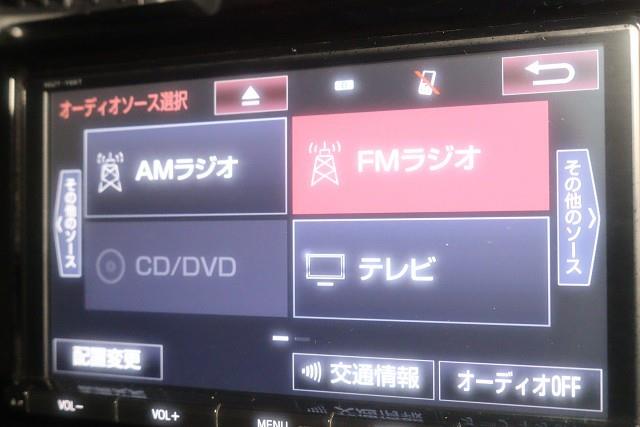 オーディオソース選択
AMラジオ
FMラジオ
その他のソース
その他のソース
CD/DVD
テレビ
配置変更
交通情報
オーディオOFF
VOL−
VOL+
MENU